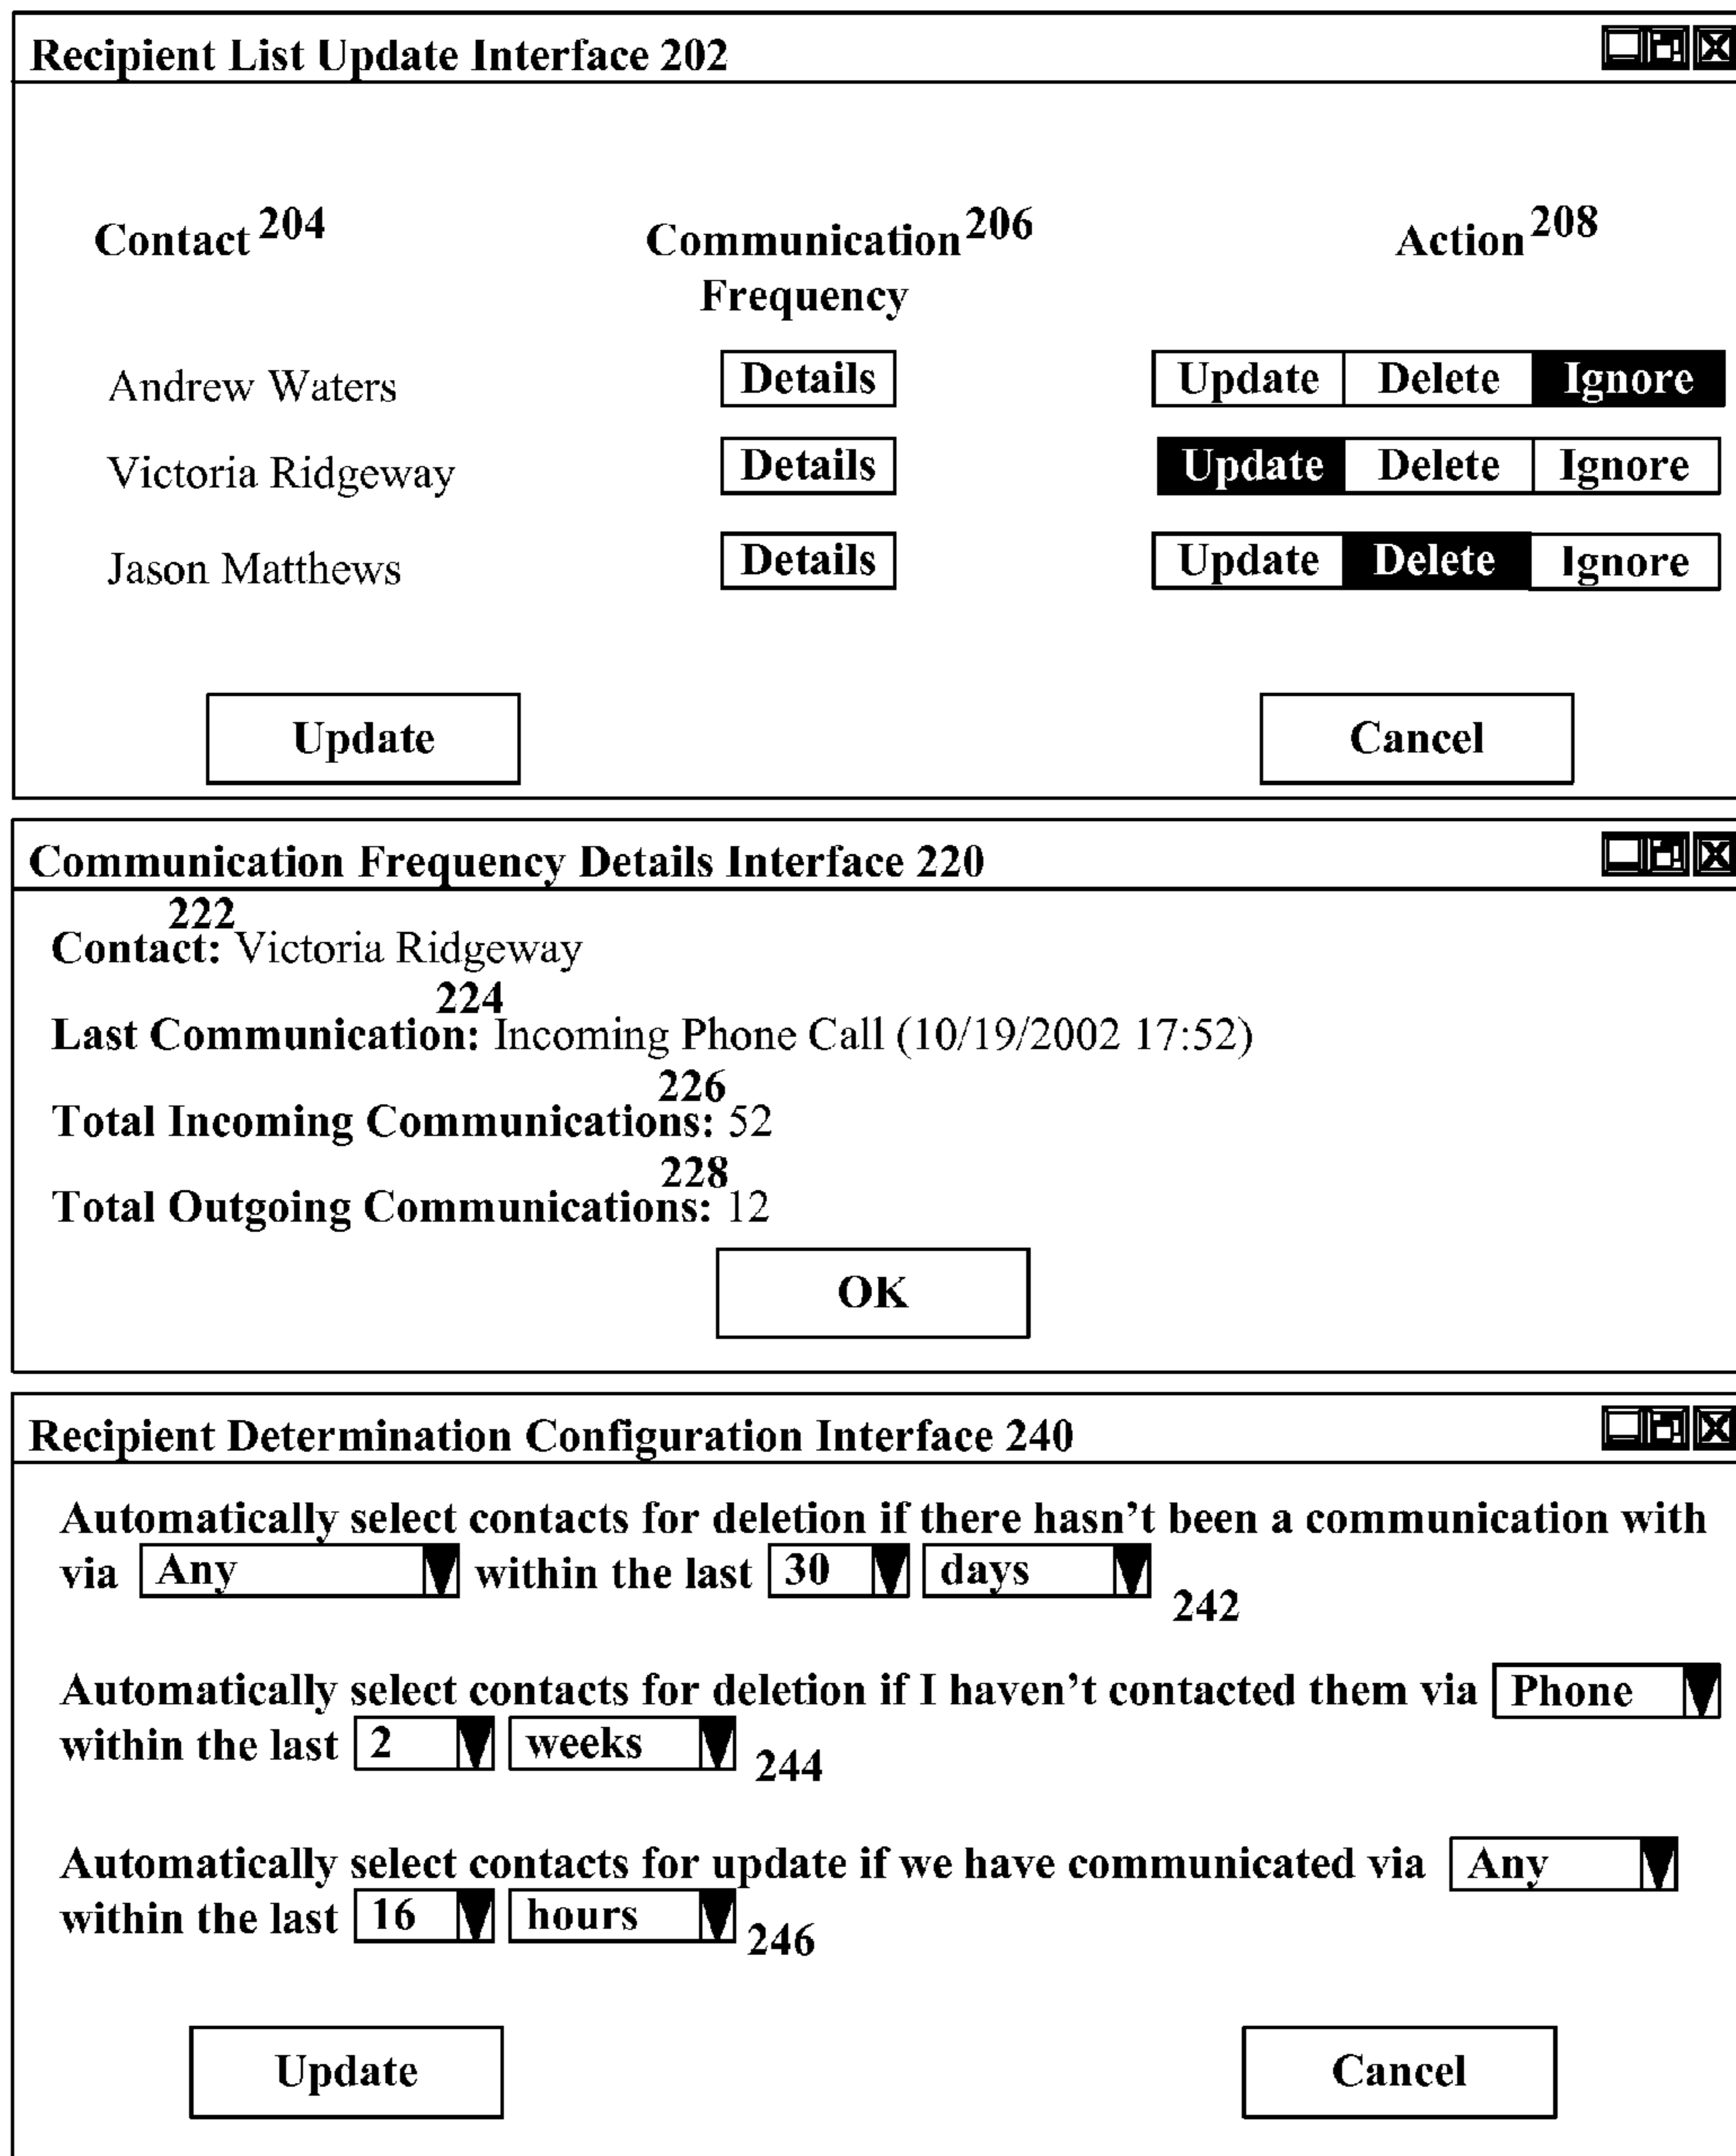 Recipient List Update Interface 202
Contact 204 Communication 206 Action 208
Frequency
Andrew Waters Details Update Delete Ignore
Victoria Ridgeway Details Update Delete Ignore
Jason Matthews Details Update Delete Ignore
Update Cancel
Communication Frequency Details Interface 220
222
Contact: Victoria Ridgeway
224
Last Communication: Incoming Phone Call (10/19/2002 17:52)
226
Total Incoming Communications: 52
228
Total Outgoing Communications: 12
OK
Recipient Determination Configuration Interface 240
Automatically select contacts for deletion if there hasn't been a communication with
via Any within the last 30 days 242
Automatically select contacts for deletion if I haven't contacted them via Phone
within the last 2 weeks 244
Automatically select contacts for update if we have communicated via Any
within the last 16 hours 246
Update Cancel